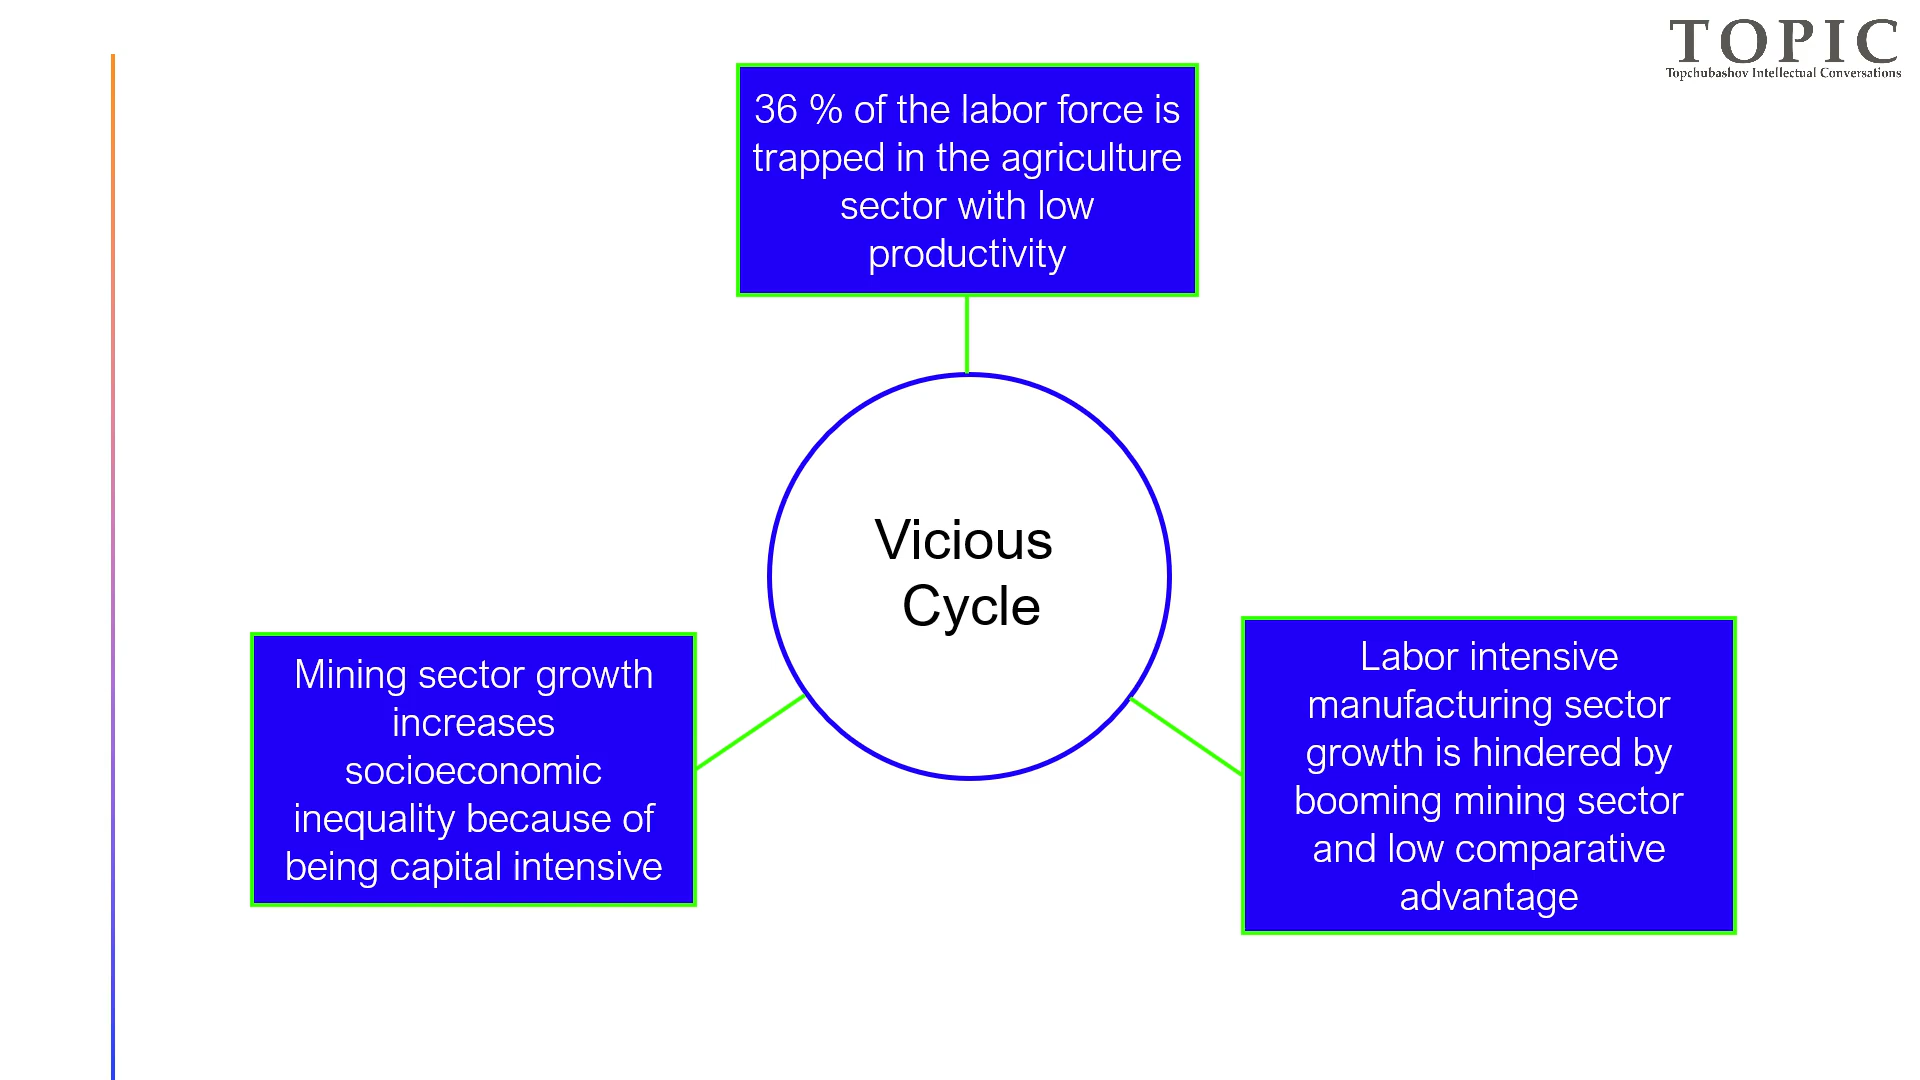 TOPIC
Topchubashov Intellectual Conversations
36 % of the labor force is
trapped in the agriculture
sector with low
productivity
Vicious
Cycle
Mining sector growth
increases
socioeconomic
inequality because of
being capital intensive
Labor intensive
manufacturing sector
growth is hindered by
booming mining sector
and low comparative
advantage